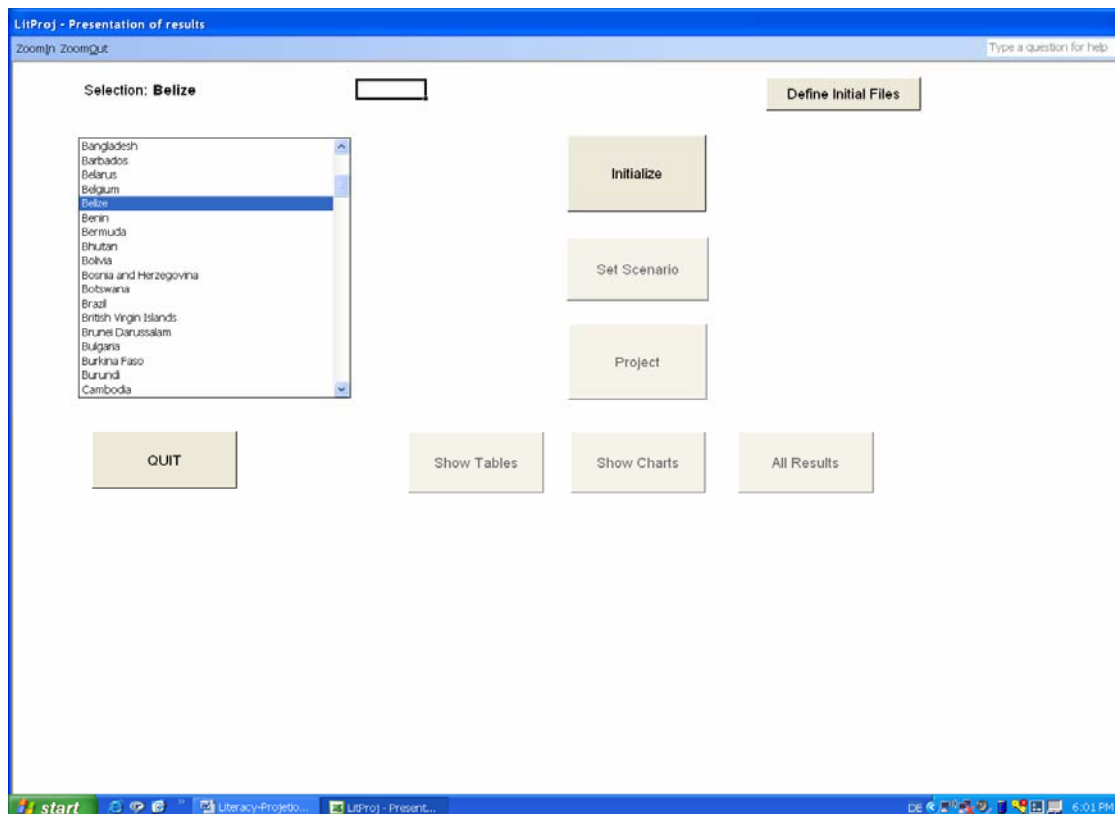 LitProj - Presentation of results
ZoomIn ZoomOut Type a question for help
Selection: Belize Define Initial Files
Bangladesh
Barbados
Belarus
Belgium
Belize
Benin
Bermuda
Bhutan
Bolivia
Bosnia and Herzegovina
Botswana
Brazil
British Virgin Islands
Brunei Darussalam
Bulgaria
Burkina Faso
Burundi
Cambodia
Initialize
Set Scenario
Project
QUIT Show Tables Show Charts All Results
start Literacy-Projetio... LitProj - Present... DE 6:01 PM